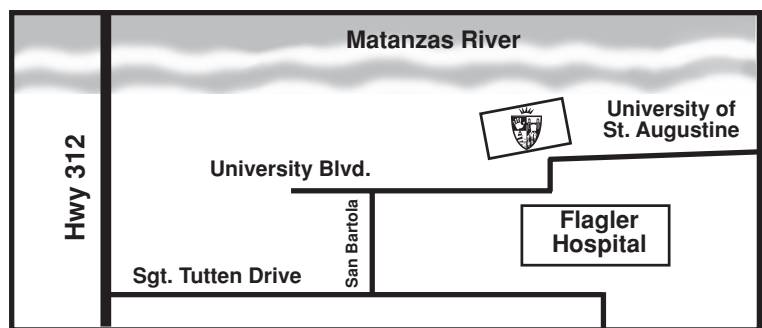 Matanzas River
University of
St. Augustine
Hwy 312
University Blvd.
San Bartola
Flagler
Hospital
Sgt. Tutten Drive